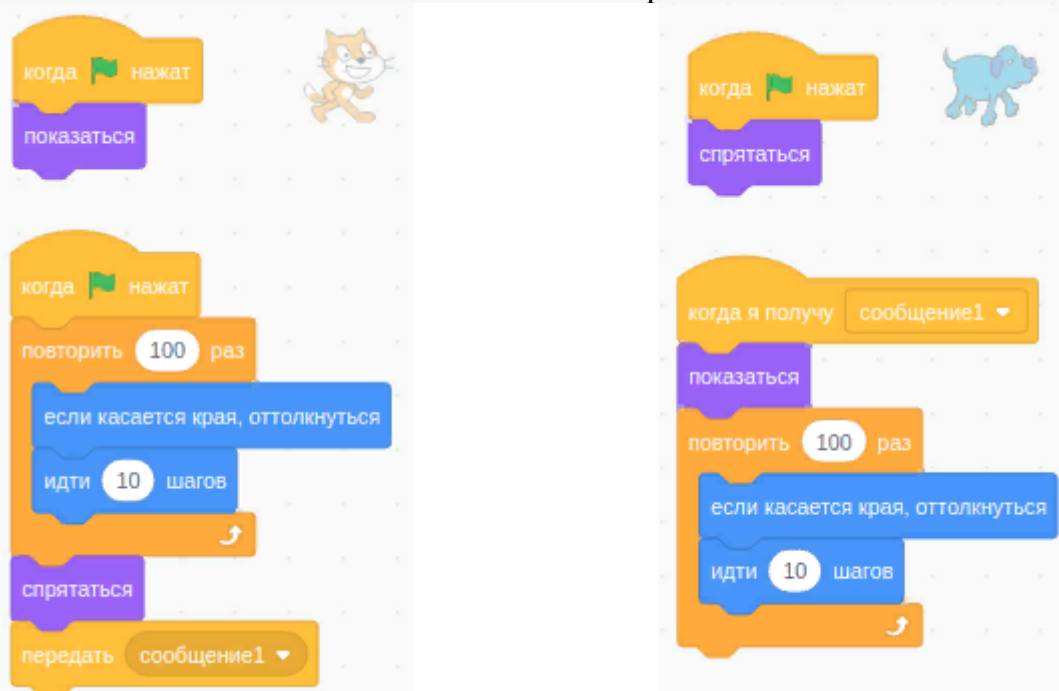 когда нажат
показаться
когда нажат
повторить 100 раз
если касается края, оттолкнуться
идти 10 шагов
спрятаться
передать сообщение1
когда нажат
спрятаться
когда я получу сообщение1
показаться
повторить 100 раз
если касается края, оттолкнуться
идти 10 шагов